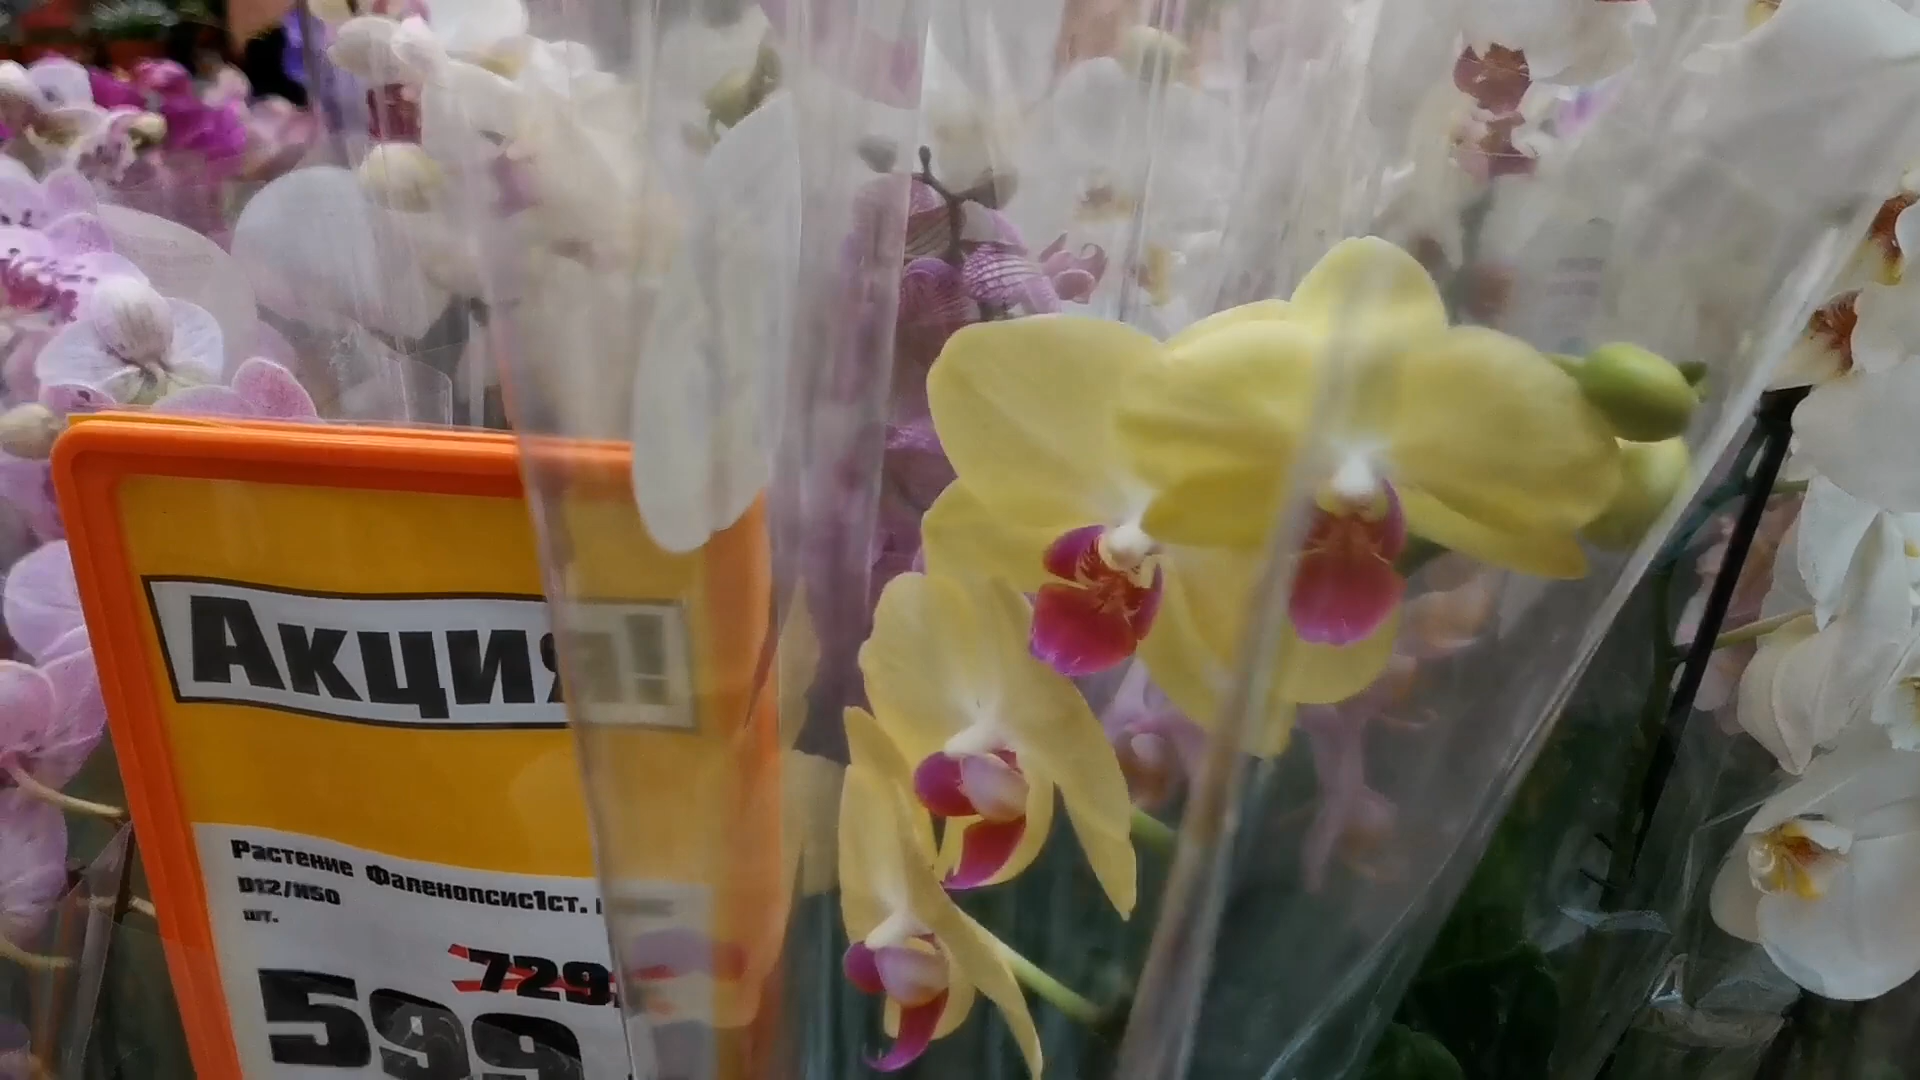 Акция!
Растение Фаленопсис1ст.
D12/H50
шт.
729
599